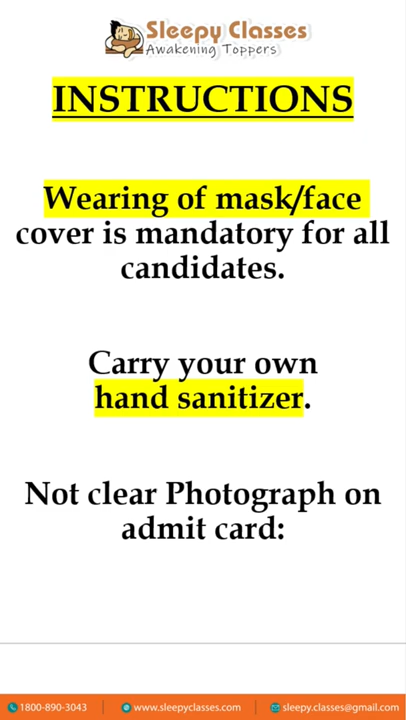 Sleepy Classes
Awakening Toppers
INSTRUCTIONS
Wearing of mask/face
cover is mandatory for all
candidates.
Carry your own
hand sanitizer.
Not clear Photograph on
admit card:
1800-890-3043 www.sleepyclasses.com sleepy.classes@gmail.com